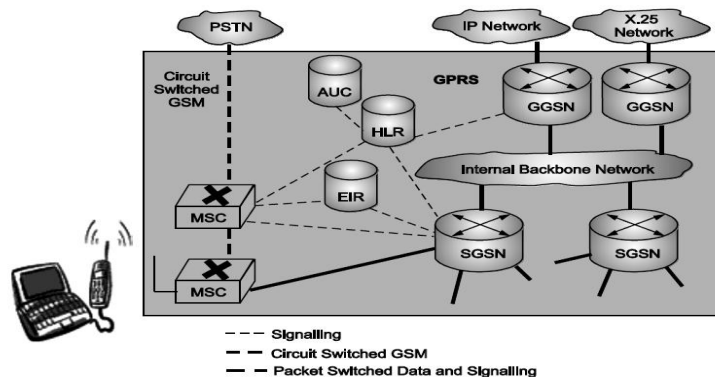 PSTN
IP Network
X.25
Network
Circuit
Switched
GSM
AUC
GPRS
GGSN
GGSN
HLR
Internal Backbone Network
EIR
MSC
SGSN
SGSN
MSC
Signalling
Circuit Switched GSM
Packet Switched Data and Signalling